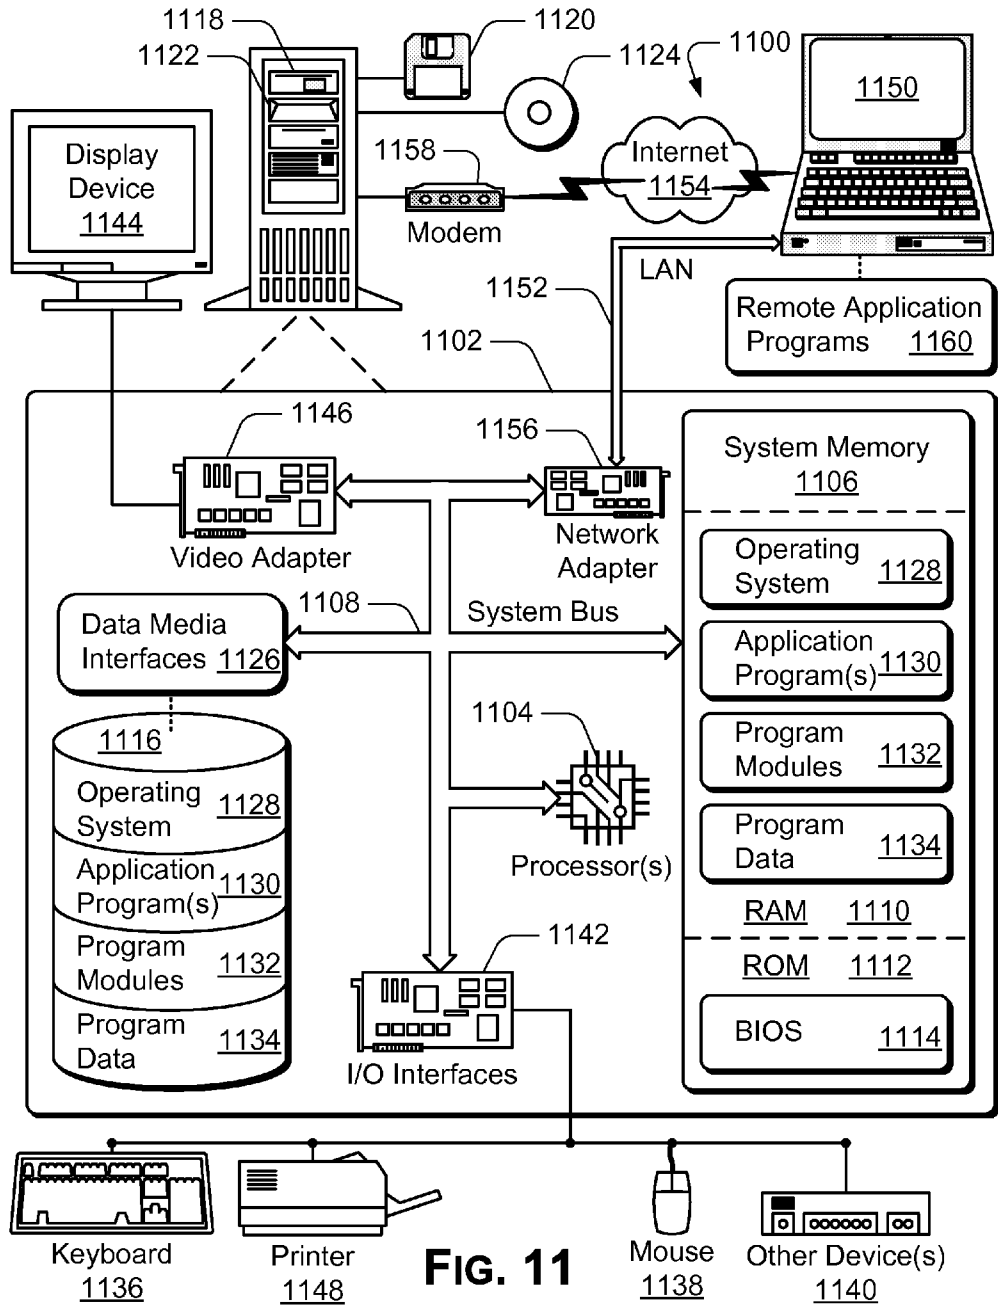 1118
1120
1122
1124
1100
1150
Display
Device
1144
1158
Internet
1154
Modem
LAN
1152
Remote Application
Programs 1160
1102
1146
1156
System Memory
1106
Video Adapter
Network
Adapter
Operating
System 1128
1108
System Bus
Data Media
Interfaces 1126
Application
Program(s) 1130
1104
1116
Program
Modules 1132
Operating
System 1128
Program
Data 1134
Processor(s)
Application
Program(s) 1130
RAM 1110
1142
Program
Modules 1132
ROM 1112
Program
Data 1134
BIOS 1114
I/O Interfaces
Keyboard
1136
Printer
1148
FIG. 11
Mouse
1138
Other Device(s)
1140